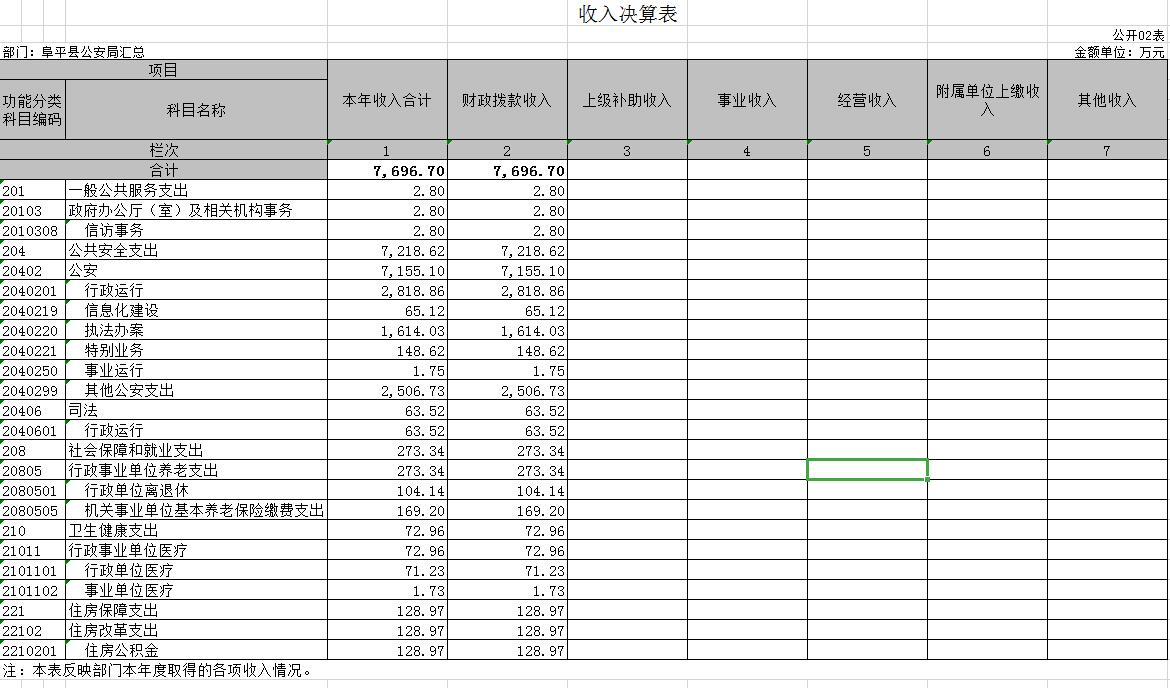 收入决算表
公开02表
部门：阜平县公安局汇总 金额单位：万元
项目 本年收入合计 财政拨款收入 上级补助收入 事业收入 经营收入 附属单位上缴收入 其他收入
功能分类科目编码 科目名称
栏次 1 2 3 4 5 6 7
合计 7,696.70 7,696.70
201 一般公共服务支出 2.80 2.80
20103 政府办公厅（室）及相关机构事务 2.80 2.80
2010308 信访事务 2.80 2.80
204 公共安全支出 7,218.62 7,218.62
20402 公安 7,155.10 7,155.10
2040201 行政运行 2,818.86 2,818.86
2040219 信息化建设 65.12 65.12
2040220 执法办案 1,614.03 1,614.03
2040221 特别业务 148.62 148.62
2040250 事业运行 1.75 1.75
2040299 其他公安支出 2,506.73 2,506.73
20406 司法 63.52 63.52
2040601 行政运行 63.52 63.52
208 社会保障和就业支出 273.34 273.34
20805 行政事业单位养老支出 273.34 273.34
2080501 行政单位离退休 104.14 104.14
2080505 机关事业单位基本养老保险缴费支出 169.20 169.20
210 卫生健康支出 72.96 72.96
21011 行政事业单位医疗 72.96 72.96
2101101 行政单位医疗 71.23 71.23
2101102 事业单位医疗 1.73 1.73
221 住房保障支出 128.97 128.97
22102 住房改革支出 128.97 128.97
2210201 住房公积金 128.97 128.97
注：本表反映部门本年度取得的各项收入情况。